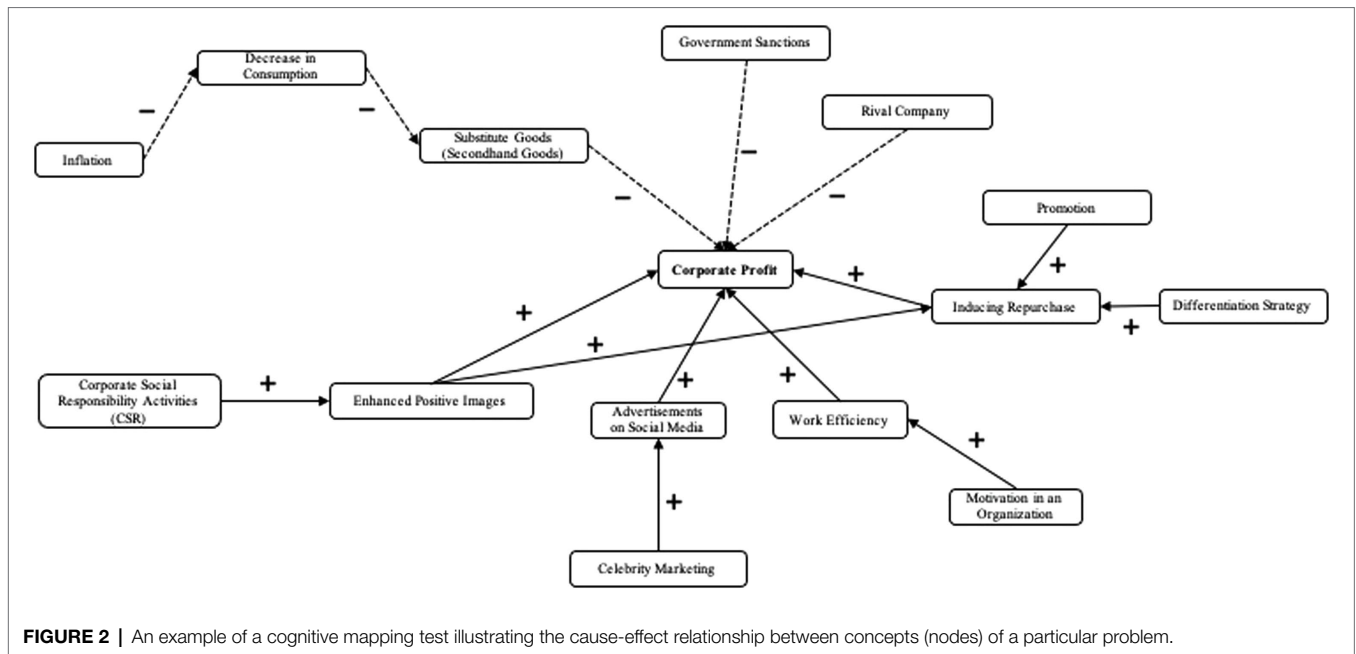 Government Sanctions
Decrease in
Consumption
−
−
Rival Company
Inflation
Substitute Goods
(Secondhand Goods)
−
−
−
Promotion
Corporate Profit
+
+
Inducing Repurchase
Differentiation Strategy
+
+
+
Corporate Social
Responsibility Activities
(CSR)
+
Enhanced Positive Images
+
+
Advertisements
on Social Media
Work Efficiency
+
+
Motivation in an
Organization
Celebrity Marketing
FIGURE 2 | An example of a cognitive mapping test illustrating the cause-effect relationship between concepts (nodes) of a particular problem.